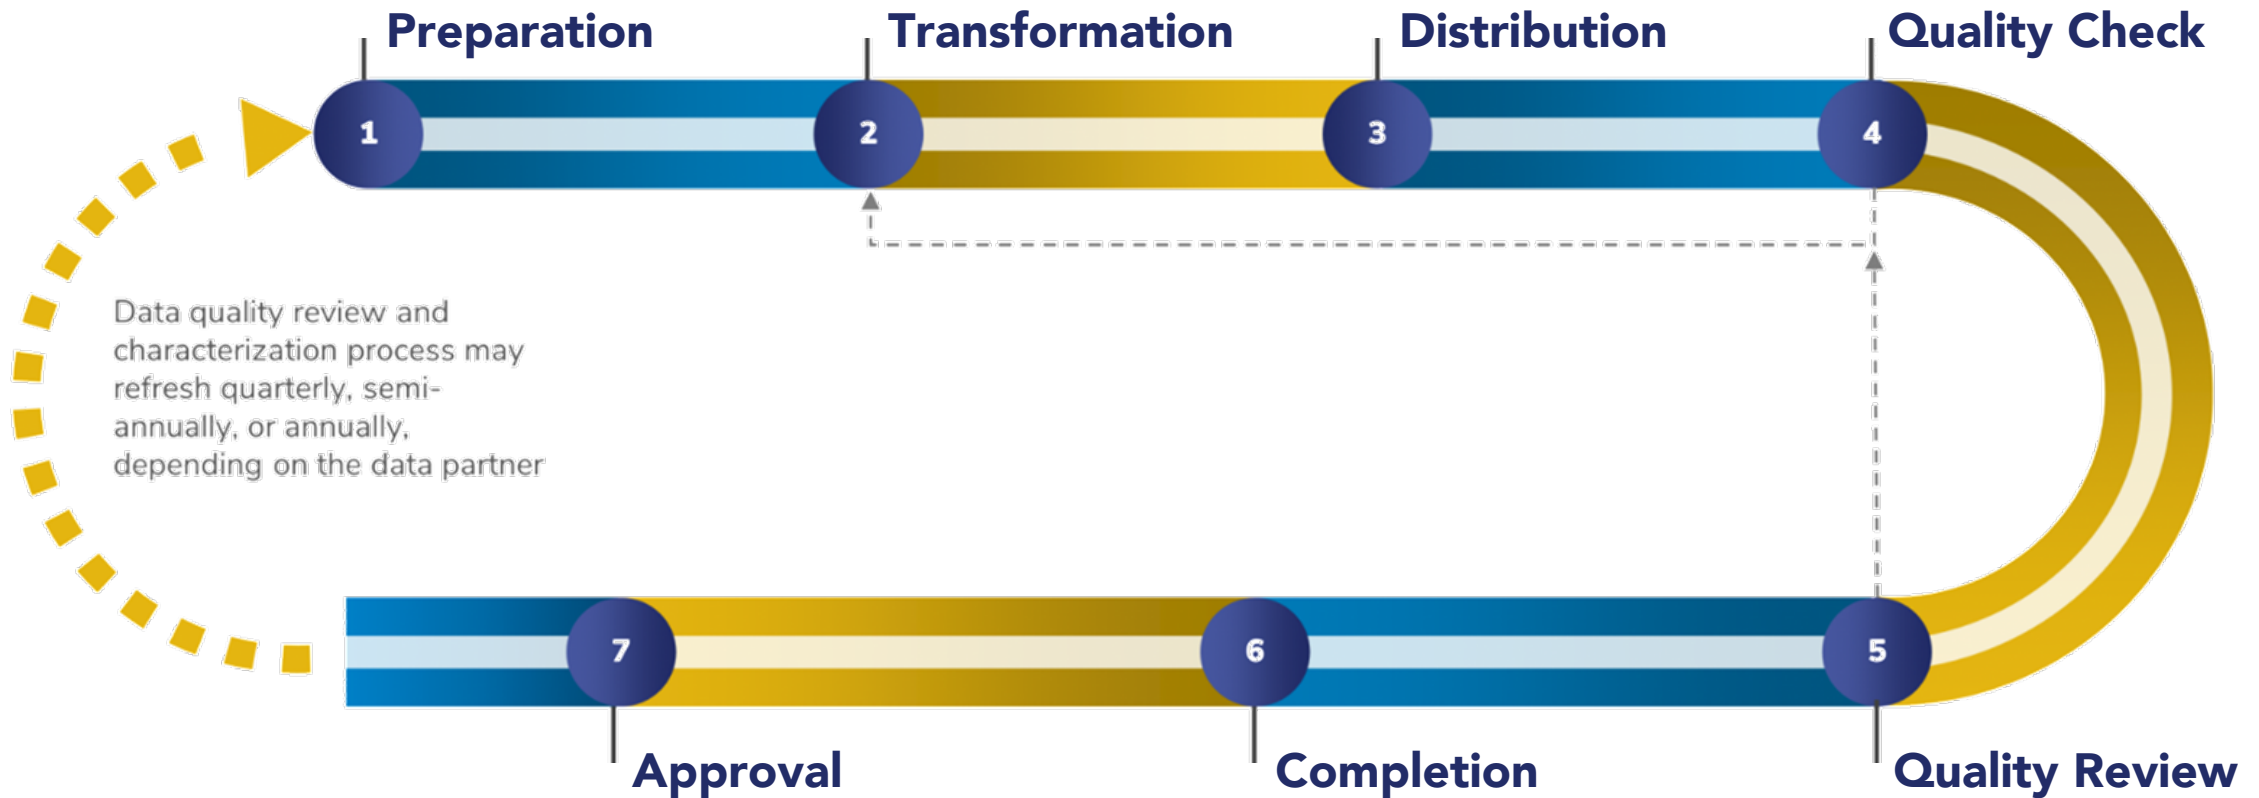 Preparation
Transformation
Distribution
Quality Check
1
2
3
4
Data quality review and
characterization process may
refresh quarterly, semi-
annually, or annually,
depending on the data partner
7
6
5
Approval
Completion
Quality Review